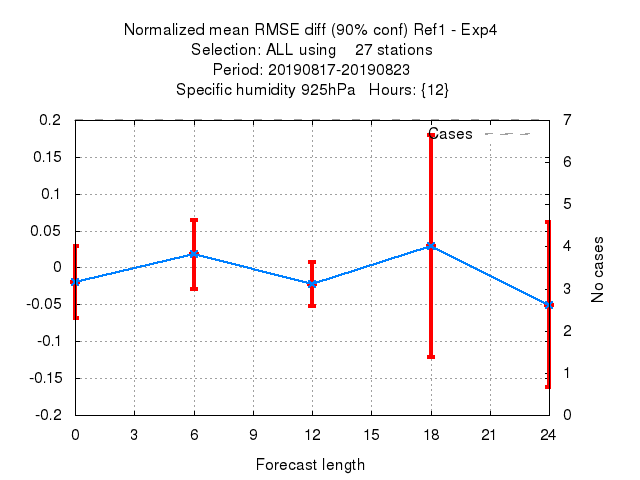 Normalized mean RMSE diff (90% conf) Ref1 - Exp4
Selection: ALL using    27 stations
Period: 20190817-20190823
Specific humidity 925hPa   Hours: {12}
Cases
0.2
0.15
0.1
0.05
0
-0.05
-0.1
-0.15
-0.2
7
6
5
4
3
2
1
0
No cases
0 3 6 9 12 15 18 21 24
Forecast length